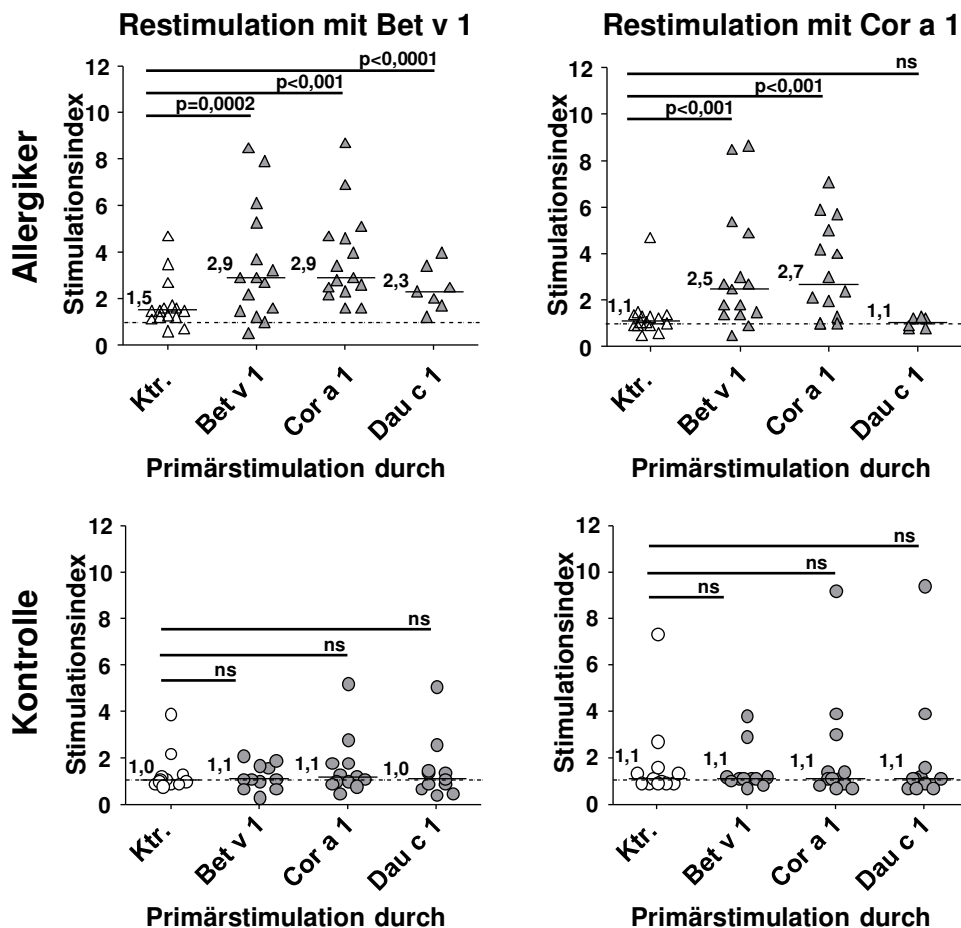 Restimulation mit Bet v 1
Restimulation mit Cor a 1
Allergiker
Stimulationsindex
12
10
8
6
4
2
0
p<0,0001
p<0,001
p=0,0002
1,5
2,9
2,9
2,3
Ktr.
Bet v 1
Cor a 1
Dau c 1
Primärstimulation durch
Stimulationsindex
12
10
8
6
4
2
0
ns
p<0,001
p<0,001
1,1
2,5
2,7
1,1
Ktr.
Bet v 1
Cor a 1
Dau c 1
Primärstimulation durch
Kontrolle
Stimulationsindex
12
10
8
6
4
2
0
ns
ns
ns
1,0
1,1
1,1
1,0
Ktr.
Bet v 1
Cor a 1
Dau c 1
Primärstimulation durch
Stimulationsindex
12
10
8
6
4
2
0
ns
ns
ns
1,1
1,1
1,1
1,1
Ktr.
Bet v 1
Cor a 1
Dau c 1
Primärstimulation durch